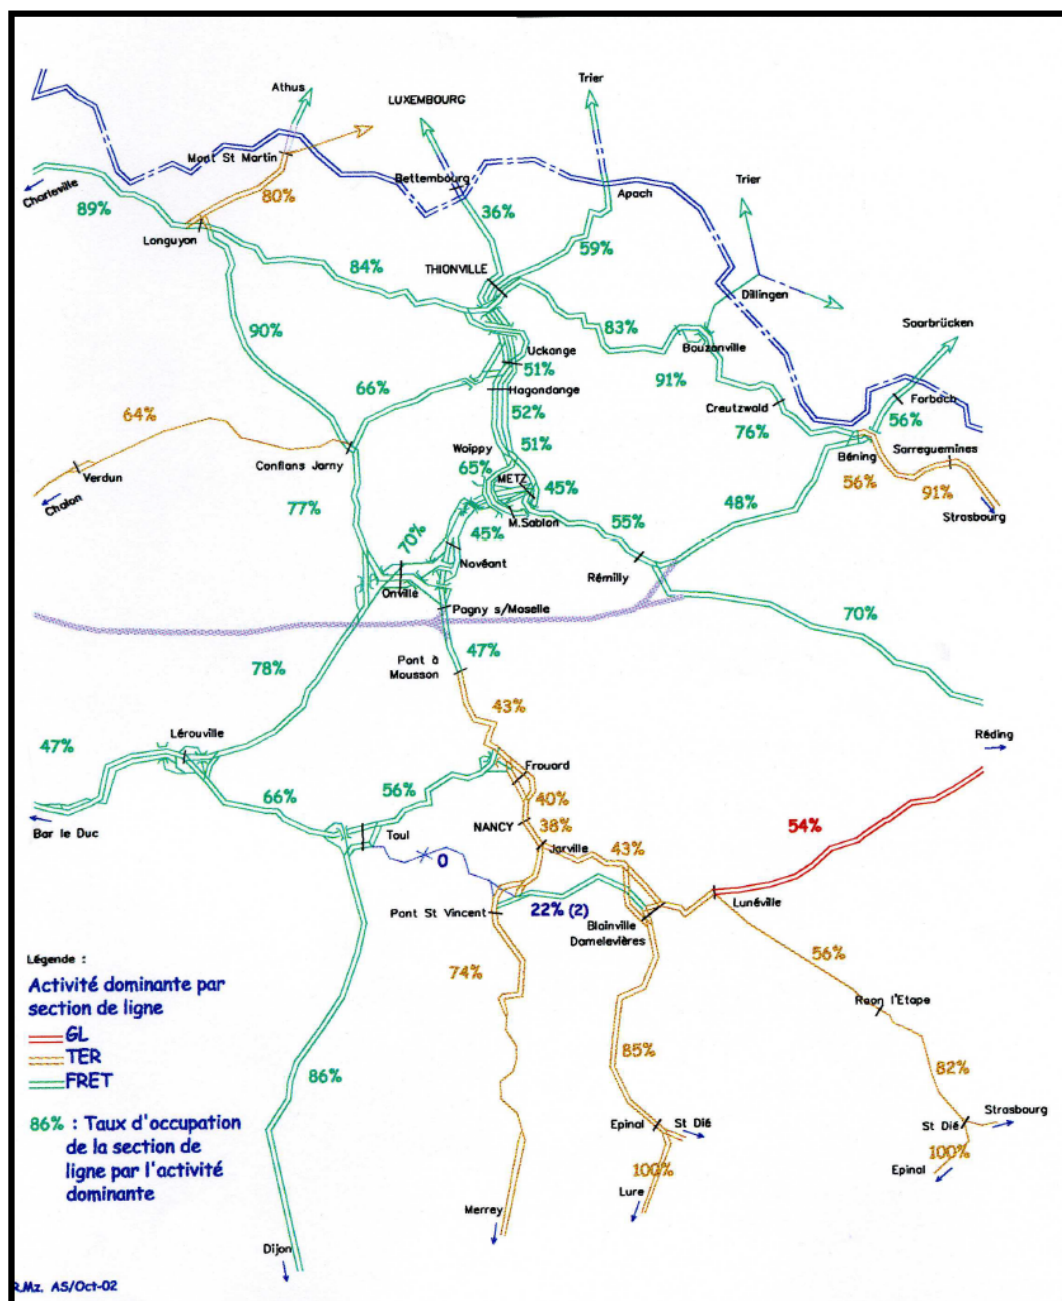 Athus
Trier
LUXEMBOURG
Mont St Martin
Bettembourg
Apach
Trier
Charleville
89%
80%
36%
59%
Longuyon
84%
THIONVILLE
Dillingen
90%
83%
Bouzonville
Saarbrücken
Uckange
51%
66%
Hagondange
91%
Creutzwald
Forbach
56%
64%
52%
76%
Woippy
51%
Béning
Sarreguemines
Verdun
Conflans Jarny
65%
METZ
45%
56%
91%
Chalon
77%
M.Sablon
55%
48%
Strasbourg
70%
45%
Novéant
Rémilly
Onville
Pagny s/Moselle
70%
78%
Pont à
Mousson
47%
43%
Lérouville
Réding
47%
66%
56%
Frouard
40%
Bar le Duc
Toul
NANCY
38%
54%
0
Jarville
43%
Pont St Vincent
22% (2)
Blainville
Damelevières
Lunéville
Légende :
74%
56%
Activité dominante par
section de ligne
Raon l'Etape
GL
TER
FRET
85%
86%
82%
86% : Taux d'occupation
de la section de
ligne par l'activité
dominante
Epinal
St Dié
St Dié
Strasbourg
100%
100%
Epinal
Lure
Merrey
Dijon
R.Mz. AS/Oct-02